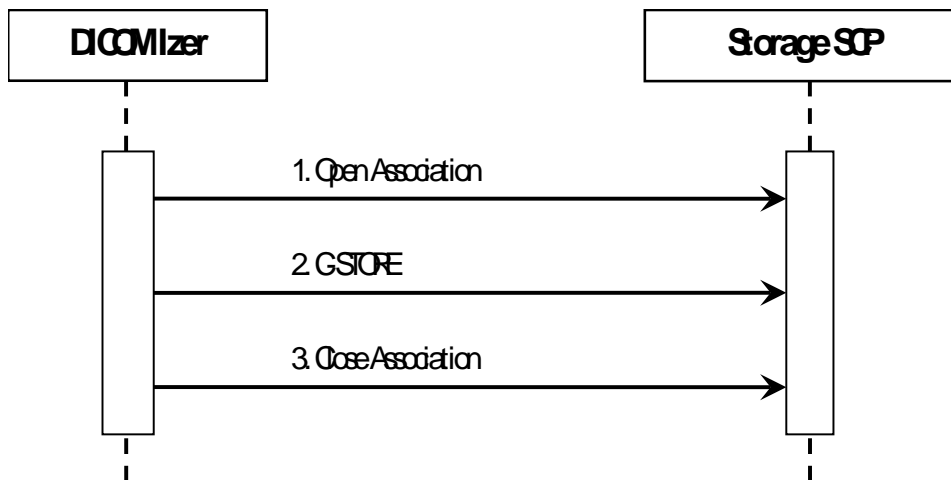 DICOMIzer
Storage SCP
1. Open Association
2. C-STORE
3. Close Association